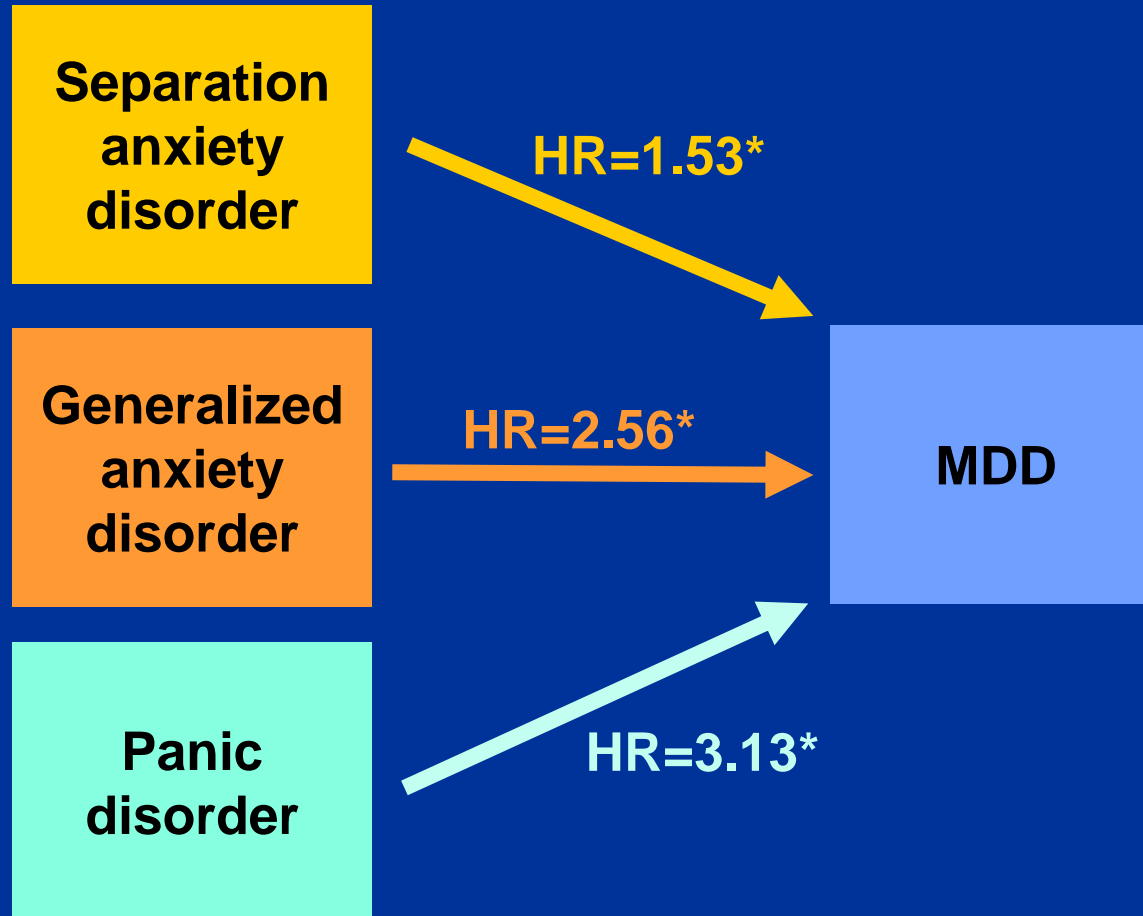 Separation
anxiety
disorder
HR=1.53*
Generalized
anxiety
disorder
HR=2.56*
MDD
Panic
disorder
HR=3.13*